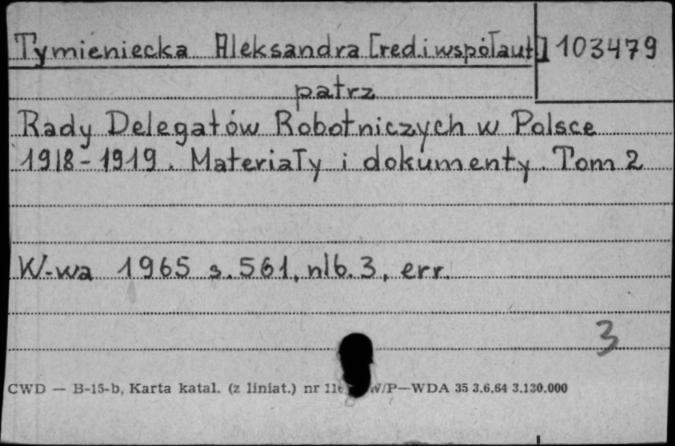 Tymieniecka Aleksandra [red.i współaut.] 103479
patrz
Rady Delegatów Robotniczych w Polsce
1918-1919. Materiały i dokumenty. Tom 2
W-wa 1965 s. 561, nlb. 3, err.
3
CWD — B-15-b, Karta katal. (z liniat.) nr W/P—WDA 35 3.6.64 3.130.000